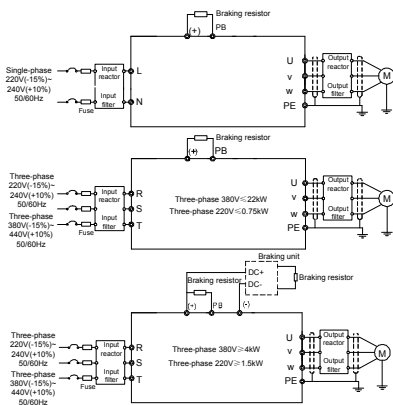 Braking resistor
(+)
PB
Single-phase
220V(-15%)~
240V(+10%)
50/60Hz
Fuse
Input
reactor
Input
filter
L
N
U
v
w
PE
Output
reactor
Output
filter
M
Braking resistor
(+)
PB
Three-phase
220V(-15%)~
240V(+10%)
50/60Hz
Three-phase
380V(-15%)~
440V(+10%)
50/60Hz
Fuse
Input
reactor
Input
filter
R
S
T
Three-phase 380V≤22kW
Three-phase 220V≤0.75kW
U
v
w
PE
Output
reactor
Output
filter
M
Braking unit
DC+
DC-
Braking resistor
Braking resistor
(+)
PB
(-)
Three-phase
220V(-15%)~
240V(+10%)
50/60Hz
Three-phase
380V(-15%)~
440V(+10%)
50/60Hz
Fuse
Input
reactor
Input
filter
R
S
T
Three-phase 380V≥4kW
Three-phase 220V≥1.5kW
U
v
w
PE
Output
reactor
Output
filter
M